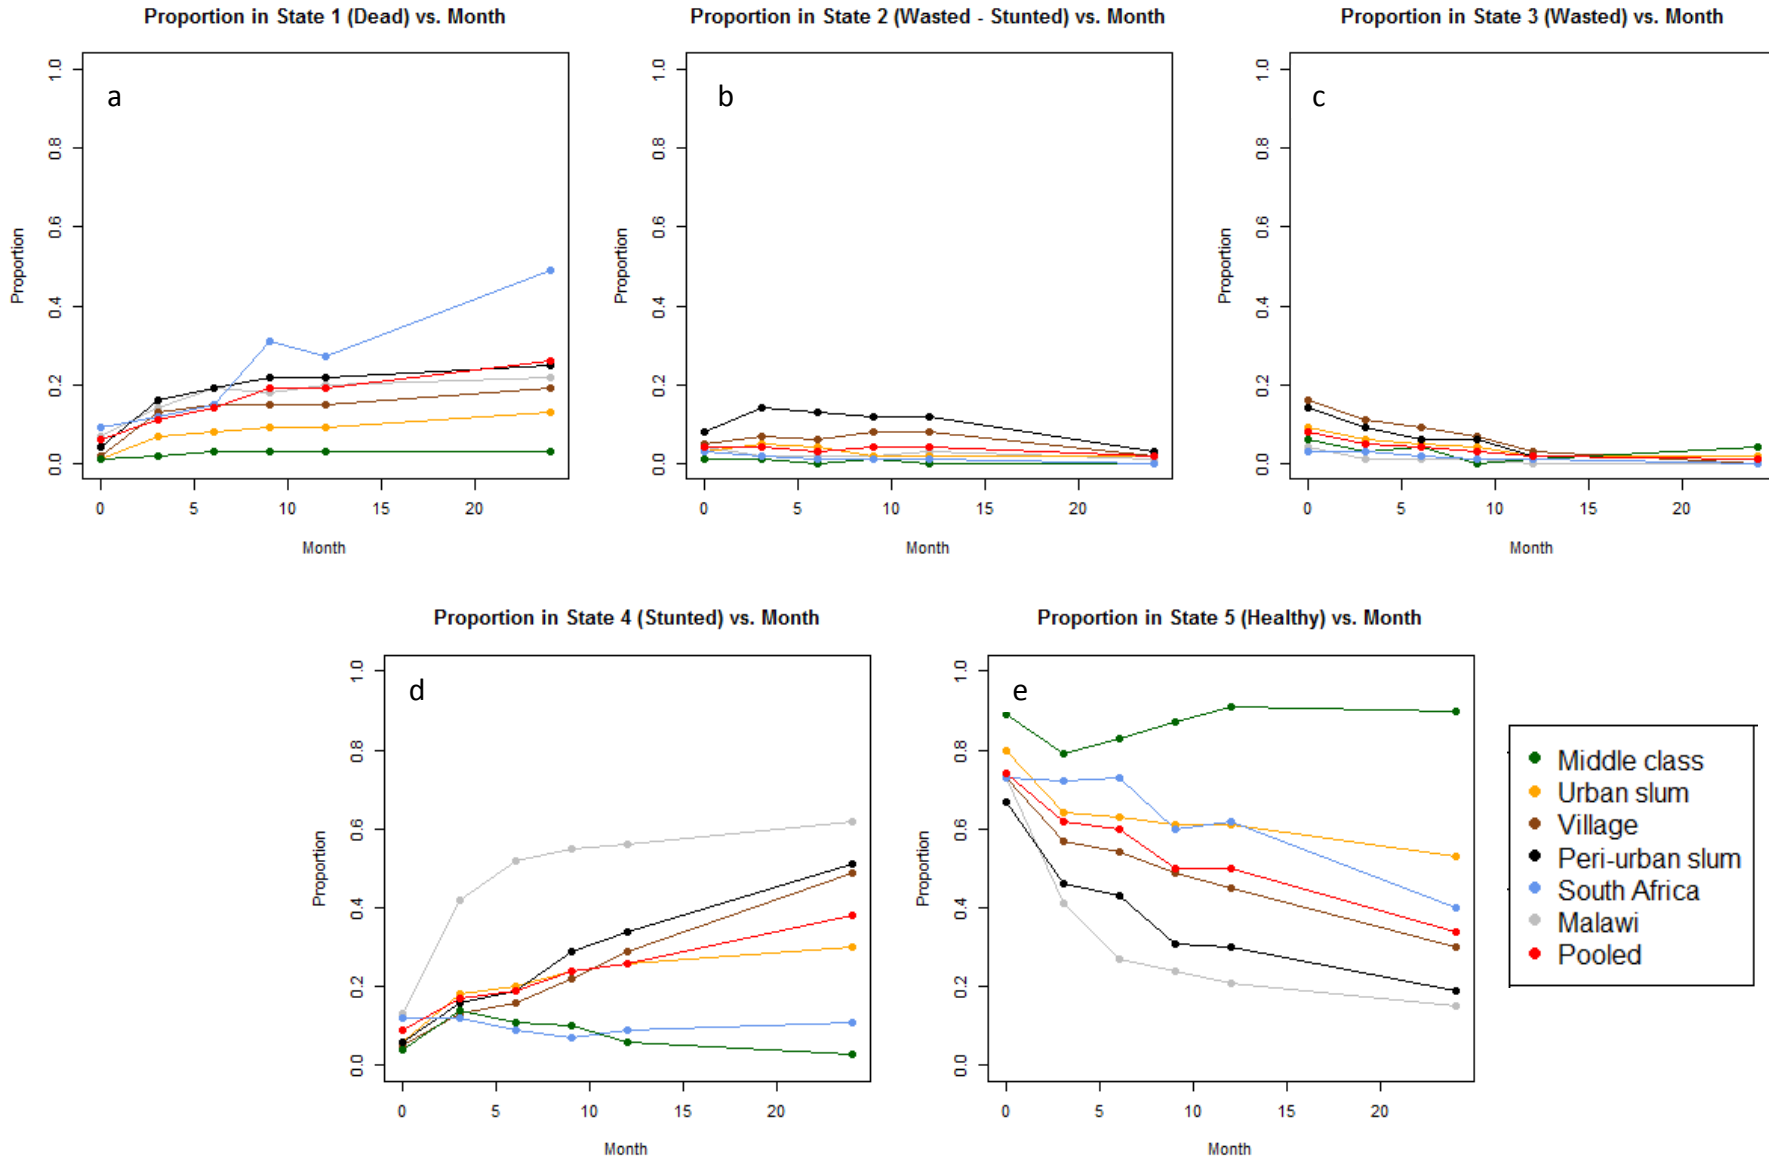 Proportion in State 1 (Dead) vs. Month
Proportion in State 2 (Wasted - Stunted) vs. Month
Proportion in State 3 (Wasted) vs. Month
a
b
c
Proportion
1.0
0.8
0.6
0.4
0.2
0.0
0 5 10 15 20
Month
Proportion
1.0
0.8
0.6
0.4
0.2
0.0
0 5 10 15 20
Month
Proportion
1.0
0.8
0.6
0.4
0.2
0.0
0 5 10 15 20
Month
Proportion in State 4 (Stunted) vs. Month
Proportion in State 5 (Healthy) vs. Month
d
e
Proportion
1.0
0.8
0.6
0.4
0.2
0.0
0 5 10 15 20
Month
Proportion
1.0
0.8
0.6
0.4
0.2
0.0
0 5 10 15 20
Month
Middle class
Urban slum
Village
Peri-urban slum
South Africa
Malawi
Pooled